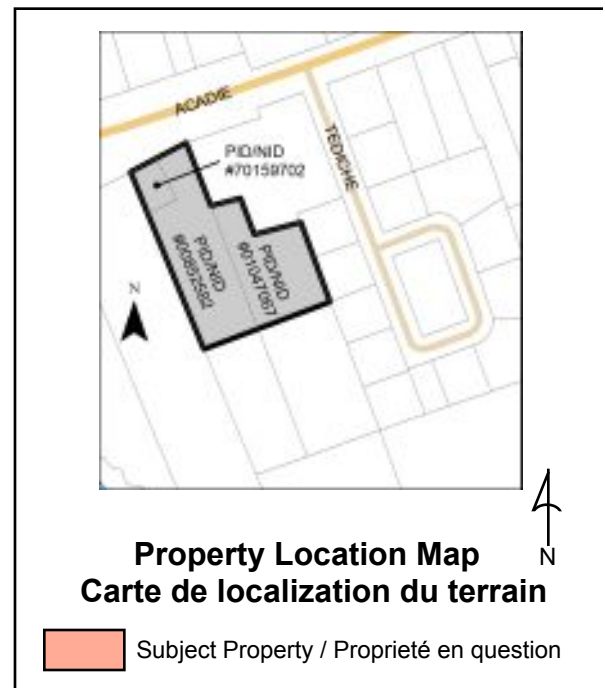 ACADIE
TEDICHE
PID/NID
#70159702
PID/NID
#00852582
PID/NID
#01047067
N
N
Property Location Map
Carte de localization du terrain
Subject Property / Proprieté en question